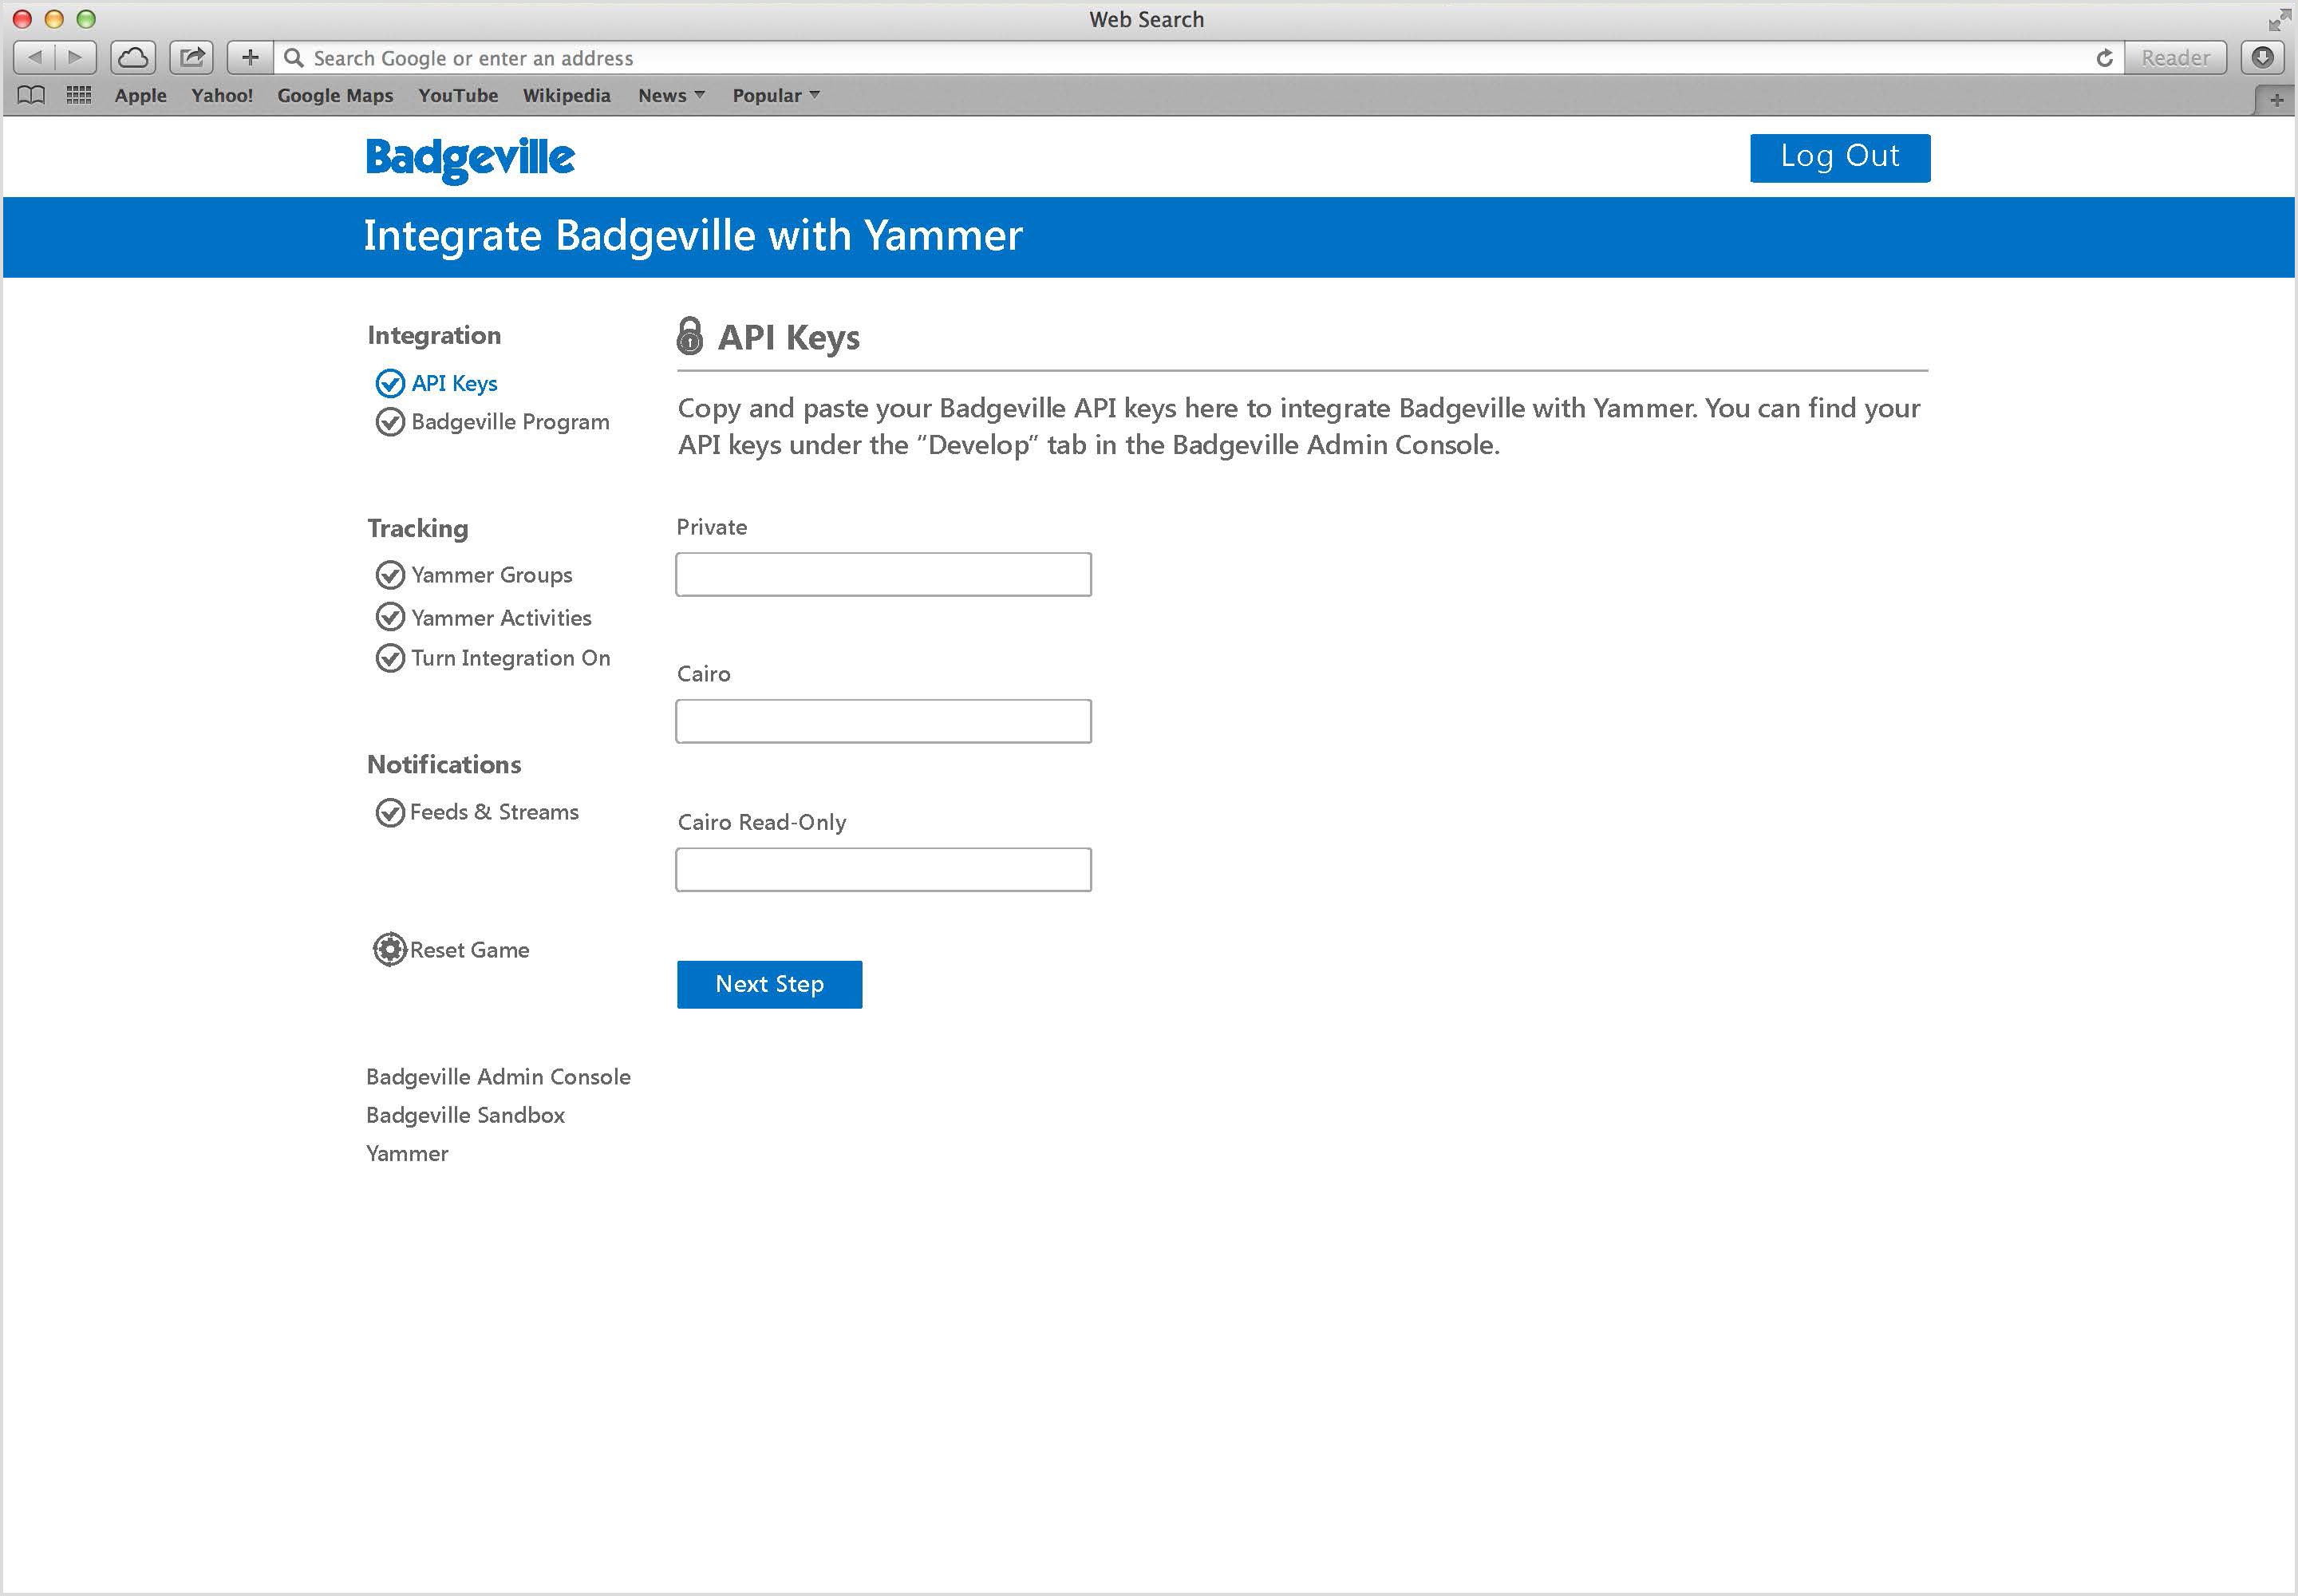 Web Search
Search Google or enter an address
Reader
Apple Yahoo! Google Maps YouTube Wikipedia News Popular
Badgeville
Log Out
Integrate Badgeville with Yammer
Integration
API Keys
Badgeville Program
Tracking
Yammer Groups
Yammer Activities
Turn Integration On
Notifications
Feeds & Streams
Reset Game
Badgeville Admin Console
Badgeville Sandbox
Yammer
API Keys
Copy and paste your Badgeville API keys here to integrate Badgeville with Yammer. You can find your
API keys under the “Develop” tab in the Badgeville Admin Console.
Private
Cairo
Cairo Read-Only
Next Step